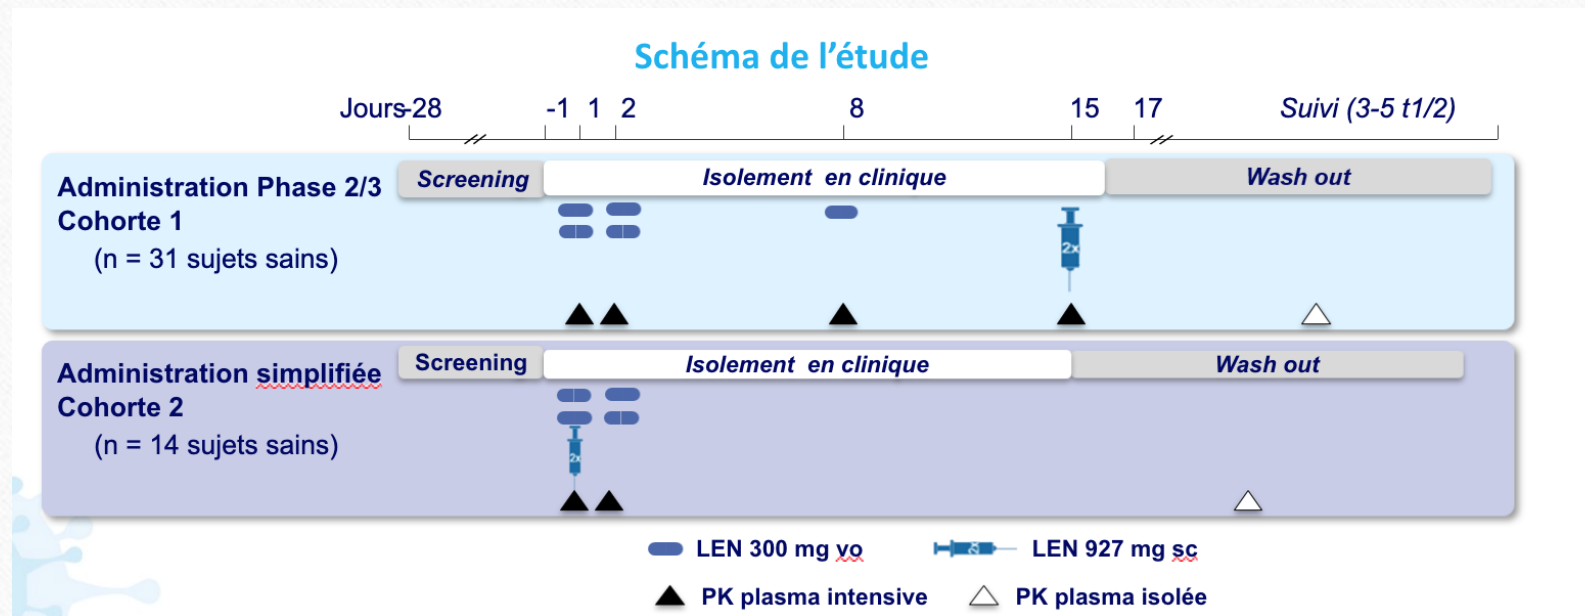 Schéma de l'étude
Jours-28 -1 1 2 8 15 17 Suivi (3-5 t1/2)
Administration Phase 2/3
Cohorte 1
(n = 31 sujets sains)
Screening Isolement en clinique Wash out
2x
Administration simplifiée
Cohorte 2
(n = 14 sujets sains)
Screening Isolement en clinique Wash out
2x
LEN 300 mg vo LEN 927 mg sc
PK plasma intensive PK plasma isolée